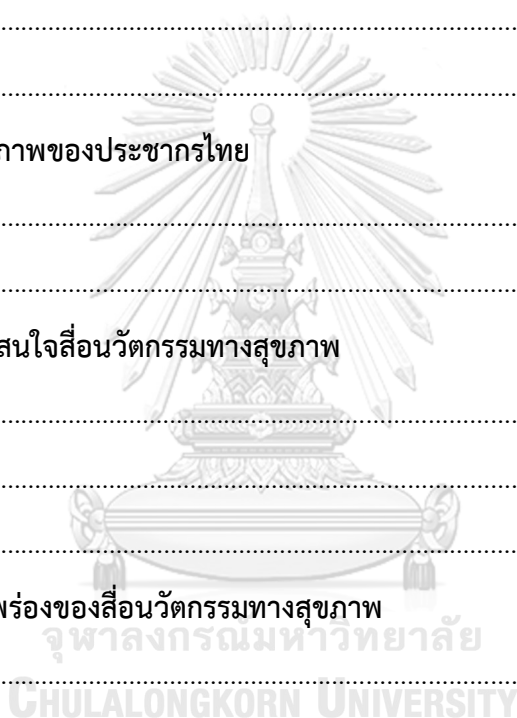 ภาพของประชากรไทย
สนใจสื่อนวัตกรรมทางสุขภาพ
พร่องของสื่อนวัตกรรมทางสุขภาพ
จุฬาลงกรณ์มหาวิทยาลัย
CHULALONGKORN UNIVERSITY